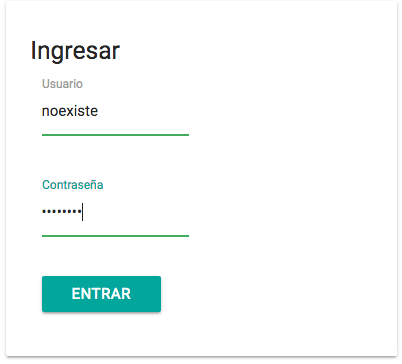 Ingresar
Usuario
noexiste
Contraseña
••••••••
ENTRAR